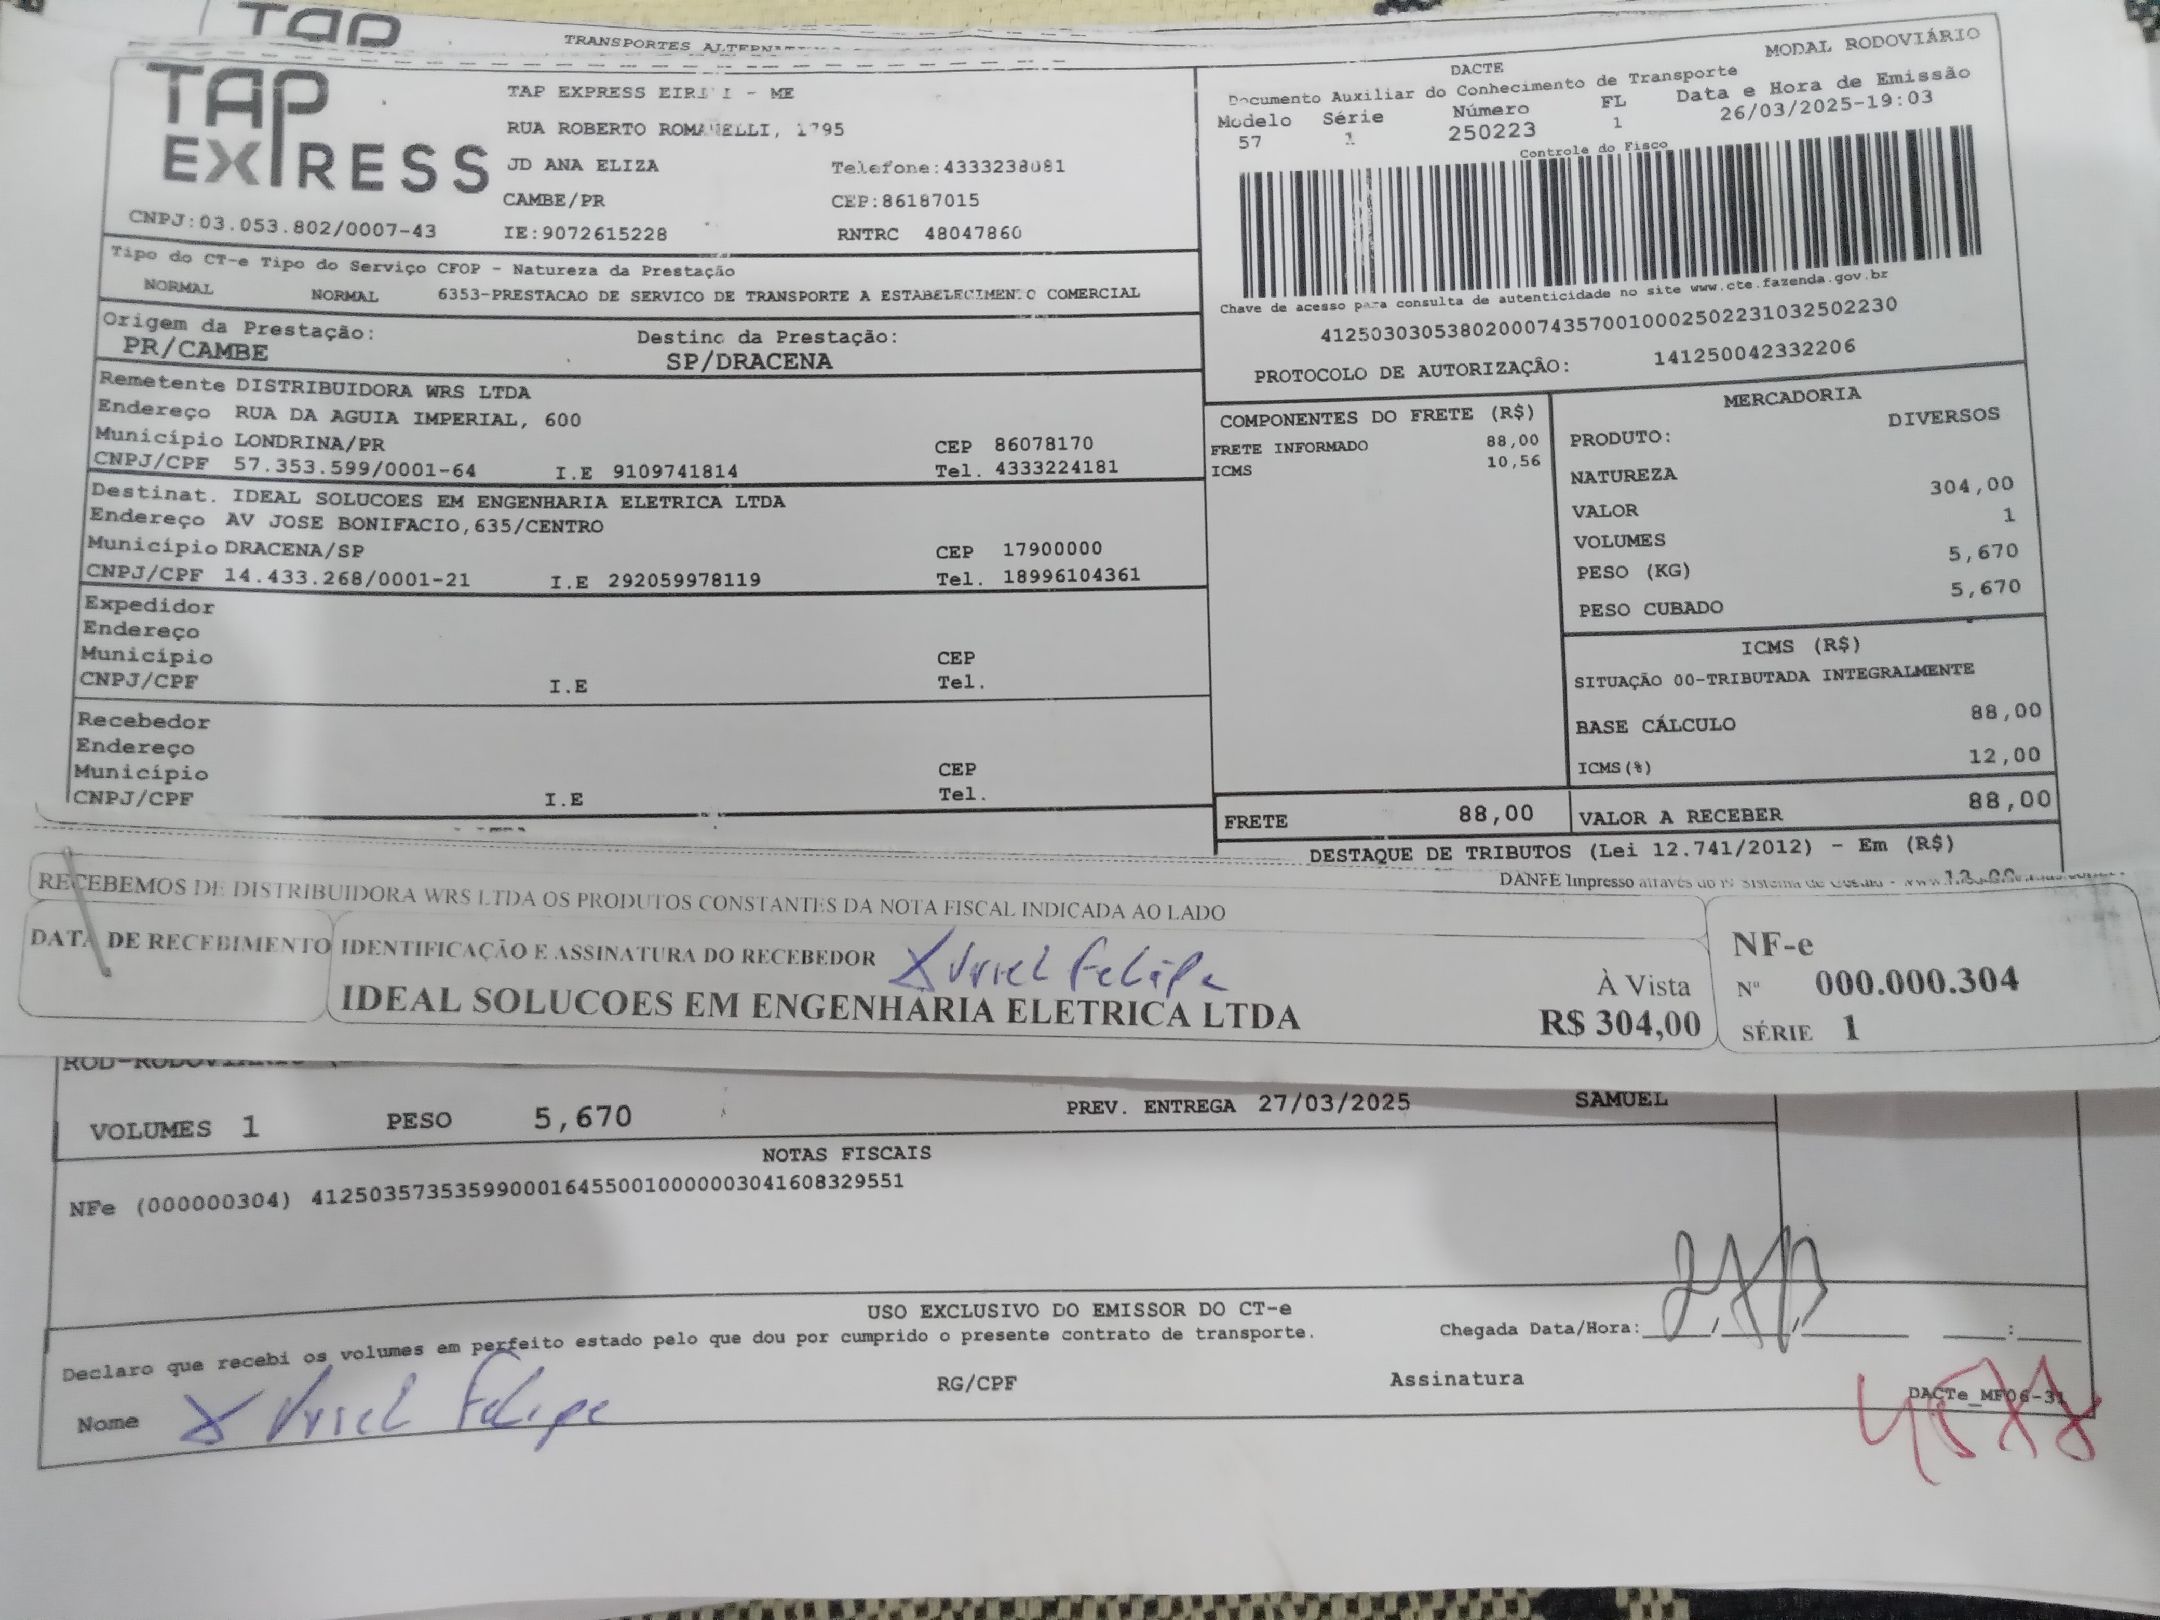 TAP
TRANSPORTES
TAP EXPRESS
TAP EXPRESS - ME
RUA ROBERTO ROMANELLI, 1795
JD ANA ELIZA Telefone:4333238081
CAMBE/PR CEP:86187015
CNPJ:03.053.802/0007-43 IE:9072615228 RNTRC 48047860
MODAL RODOVIÁRIO
DACTE
Documento Auxiliar do Conhecimento de Transporte
Modelo Série Número FL Data e Hora de Emissão
57 1 250223 1 26/03/2025-19:03
Controle do Fisco
Chave de acesso para consulta de autenticidade no site www.cte.fazenda.gov.br
41250303053802000743570010002502231032502230
PROTOCOLO DE AUTORIZAÇÂO: 141250042332206
Tipo do CT-e Tipo do Serviço CFOP - Natureza da Prestação
NORMAL NORMAL 6353-PRESTACAO DE SERVICO DE TRANSPORTE A ESTABELECIMENTO COMERCIAL
Origem da Prestação: Destino da Prestação:
PR/CAMBE SP/DRACENA
Remetente DISTRIBUIDORA WRS LTDA
Endereço RUA DA AGUIA IMPERIAL, 600
Município LONDRINA/PR CEP 86078170
CNPJ/CPF 57.353.599/0001-64 I.E 9109741814 Tel. 4333224181
Destinat. IDEAL SOLUCOES EM ENGENHARIA ELETRICA LTDA
Endereço AV JOSE BONIFACIO,635/CENTRO
Município DRACENA/SP CEP 17900000
CNPJ/CPF 14.433.268/0001-21 I.E 292059978119 Tel. 18996104361
Expedidor
Endereço
Município CEP
CNPJ/CPF I.E Tel.
Recebedor
Endereço
Município CEP
CNPJ/CPF I.E Tel.
COMPONENTES DO FRETE (R$)
FRETE INFORMADO 88,00
ICMS 10,56
MERCADORIA
PRODUTO: DIVERSOS
NATUREZA
VALOR 304,00
VOLUMES 1
PESO (KG) 5,670
PESO CUBADO 5,670
ICMS (R$)
SITUAÇÃO 00-TRIBUTADA INTEGRALMENTE
BASE CÁLCULO 88,00
ICMS(%) 12,00
FRETE 88,00 VALOR A RECEBER 88,00
DESTAQUE DE TRIBUTOS (Lei 12.741/2012) - Em (R$)
DANFE Impresso através do
RECEBEMOS DE DISTRIBUIDORA WRS LTDA OS PRODUTOS CONSTANTES DA NOTA FISCAL INDICADA AO LADO
DATA DE RECEBIMENTO IDENTIFICAÇÃO E ASSINATURA DO RECEBEDOR X Uriel Felipe
IDEAL SOLUCOES EM ENGENHARIA ELETRICA LTDA
À Vista
R$ 304,00
NF-e
Nº 000.000.304
SÉRIE 1
VOLUMES 1 PESO 5,670 PREV. ENTREGA 27/03/2025 SAMUEL
NOTAS FISCAIS
NFe (000000304) 41250357353599000164550010000003041608329551
USO EXCLUSIVO DO EMISSOR DO CT-e
Declaro que recebi os volumes em perfeito estado pelo que dou por cumprido o presente contrato de transporte. Chegada Data/Hora:____/____/______ ____:____
Nome X Uriel Felipe RG/CPF Assinatura
DACTe_MF06-31